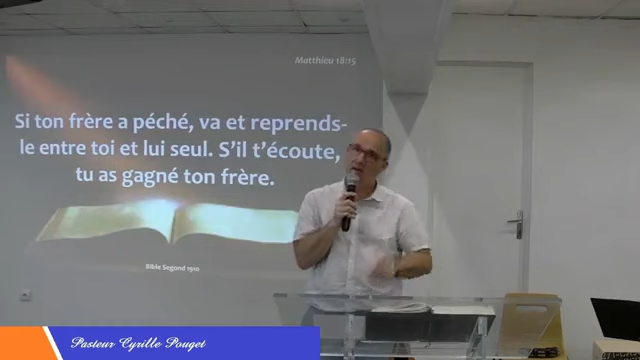 Matthieu 18:15
Si ton frère a péché, va et reprends-
le entre toi et lui seul. S'il t'écoute,
tu as gagné ton frère.
Bible Segond 1910
Pasteur Cyrille Pouget